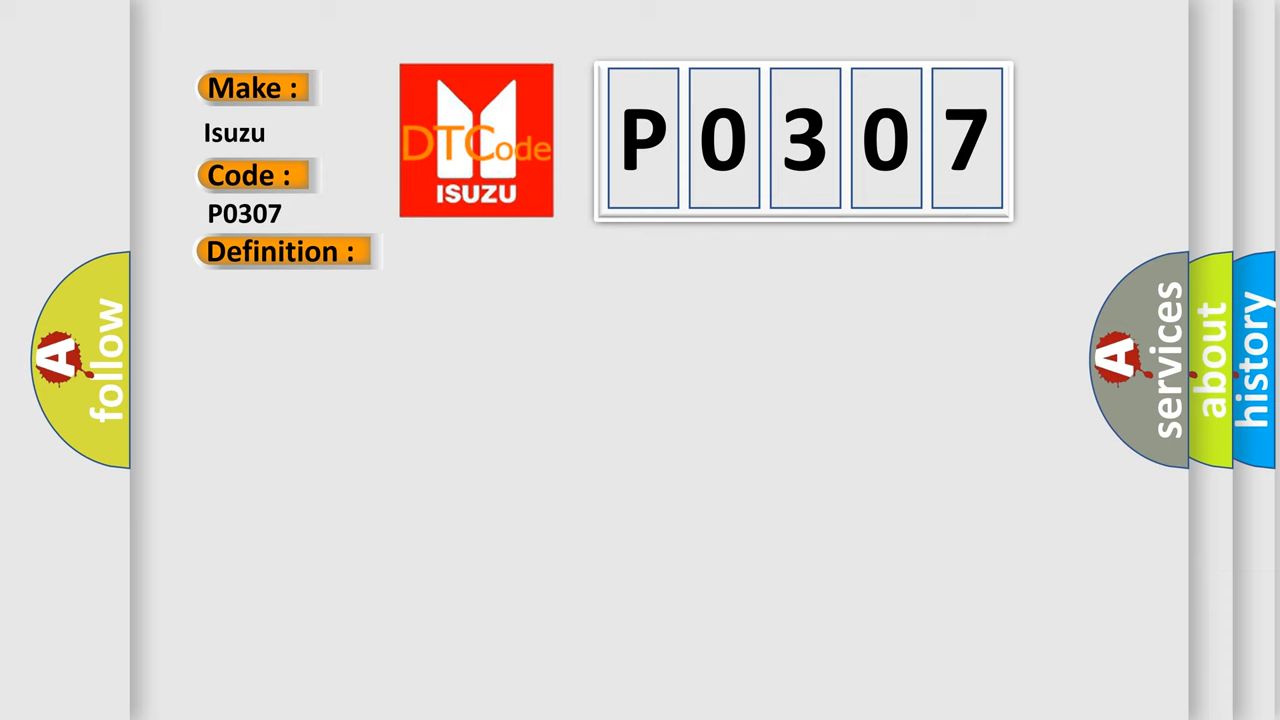 Make :
Isuzu
Code :
P0307
Definition :
DTCode
ISUZU
P 0 3 0 7
A follow
A services
about
history